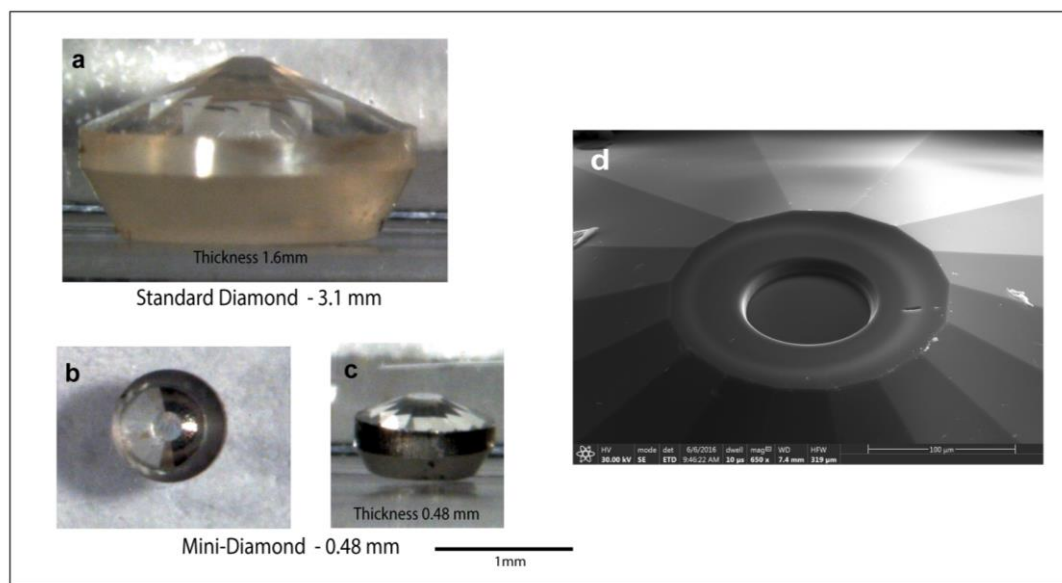 a
Thickness 1.6mm
Standard Diamond - 3.1 mm
b
c
Thickness 0.48 mm
Mini-Diamond - 0.48 mm
1mm
d
HV mode det 6/6/2016 dwell mag WD HFW
30.00 kV SE ETD 9:46:22 AM 10 µs 650 x 7.4 mm 319 µm
100 µm